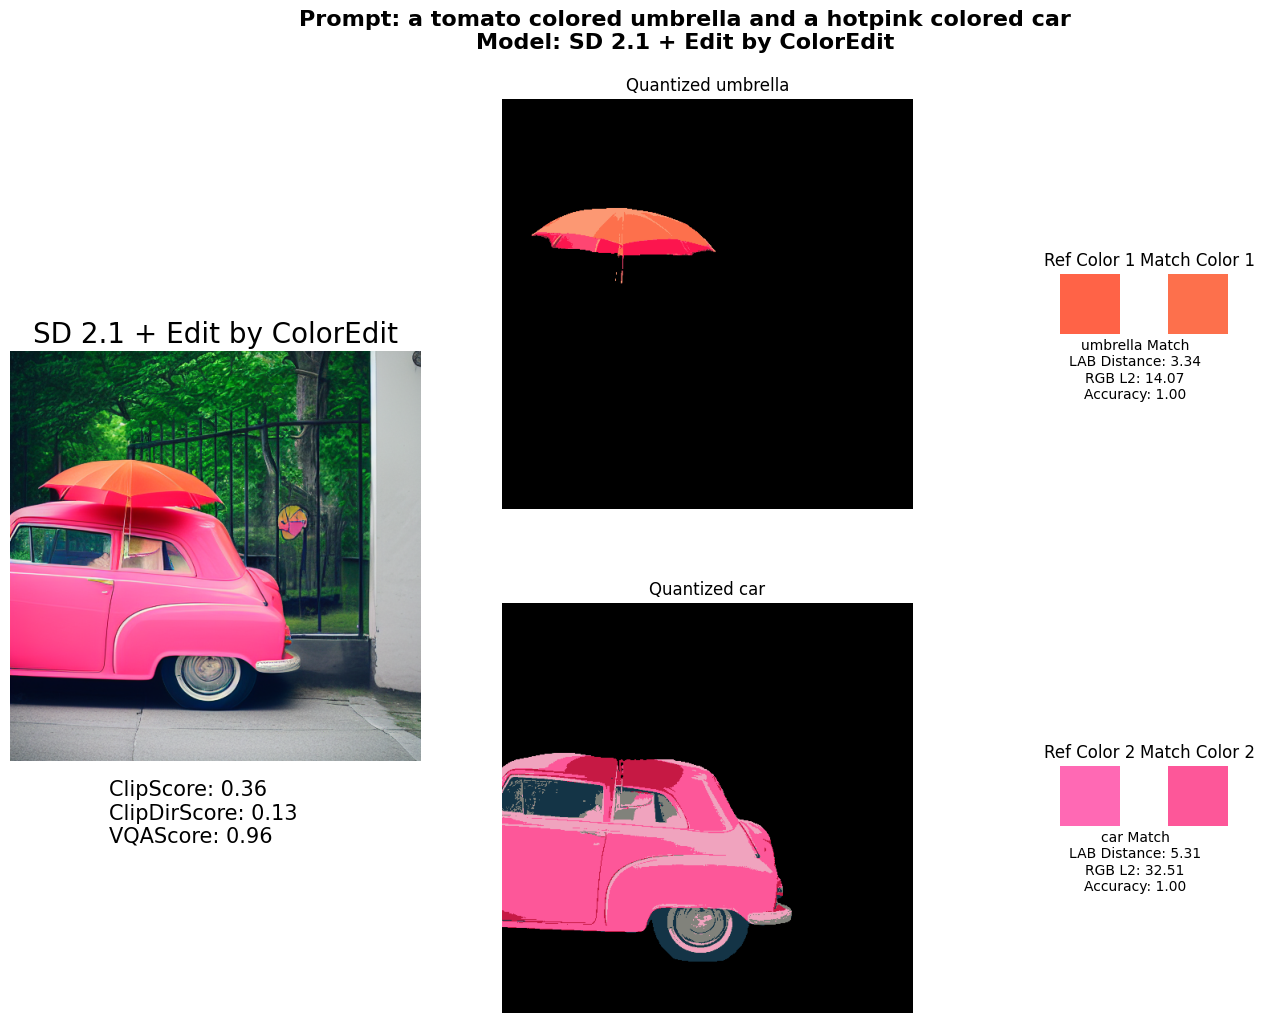 Prompt: a tomato colored umbrella and a hotpink colored car
Model: SD 2.1 + Edit by ColorEdit
SD 2.1 + Edit by ColorEdit
ClipScore: 0.36
ClipDirScore: 0.13
VQAScore: 0.96
Quantized umbrella
Ref Color 1 Match Color 1
umbrella Match
LAB Distance: 3.34
RGB L2: 14.07
Accuracy: 1.00
Quantized car
Ref Color 2 Match Color 2
car Match
LAB Distance: 5.31
RGB L2: 32.51
Accuracy: 1.00